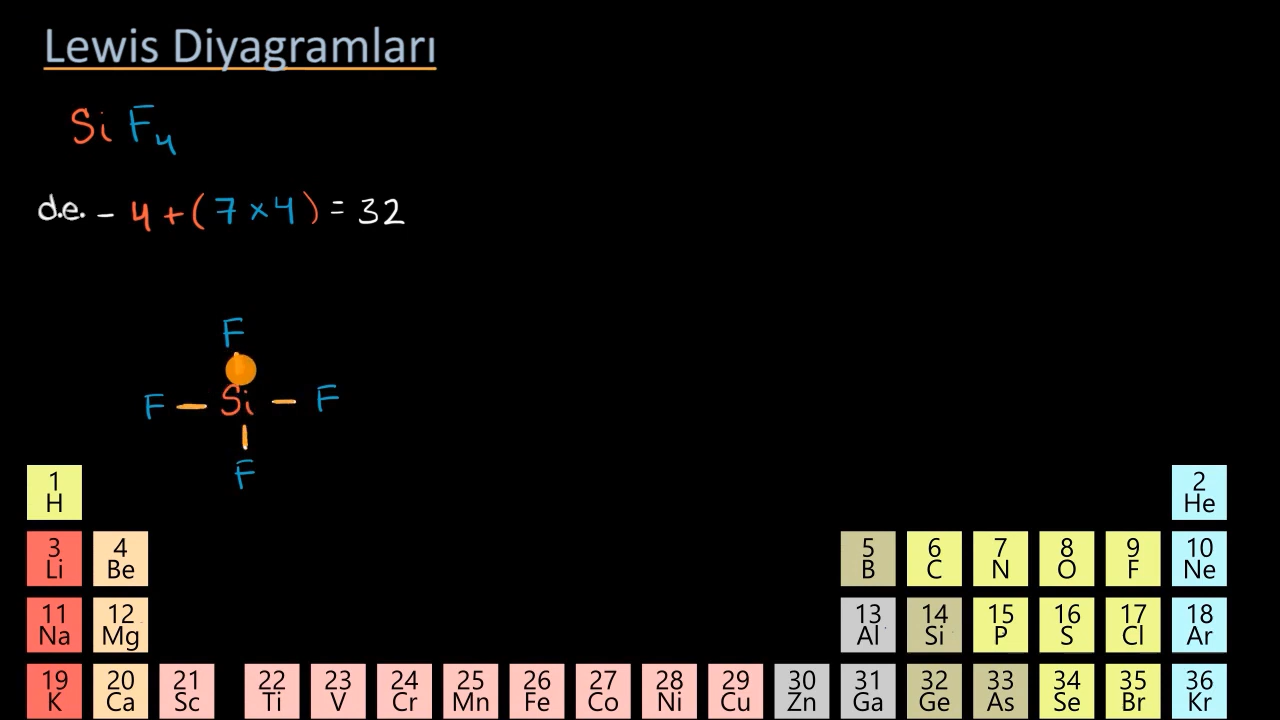 Lewis Diyagramları
Si F₄
d.e. - 4 + ( 7 × 4 ) = 32
F
F — Si — F
F
1 H 2 He
3 Li 4 Be 5 B 6 C 7 N 8 O 9 F 10 Ne
11 Na 12 Mg 13 Al 14 Si 15 P 16 S 17 Cl 18 Ar
19 K 20 Ca 21 Sc 22 Ti 23 V 24 Cr 25 Mn 26 Fe 27 Co 28 Ni 29 Cu 30 Zn 31 Ga 32 Ge 33 As 34 Se 35 Br 36 Kr